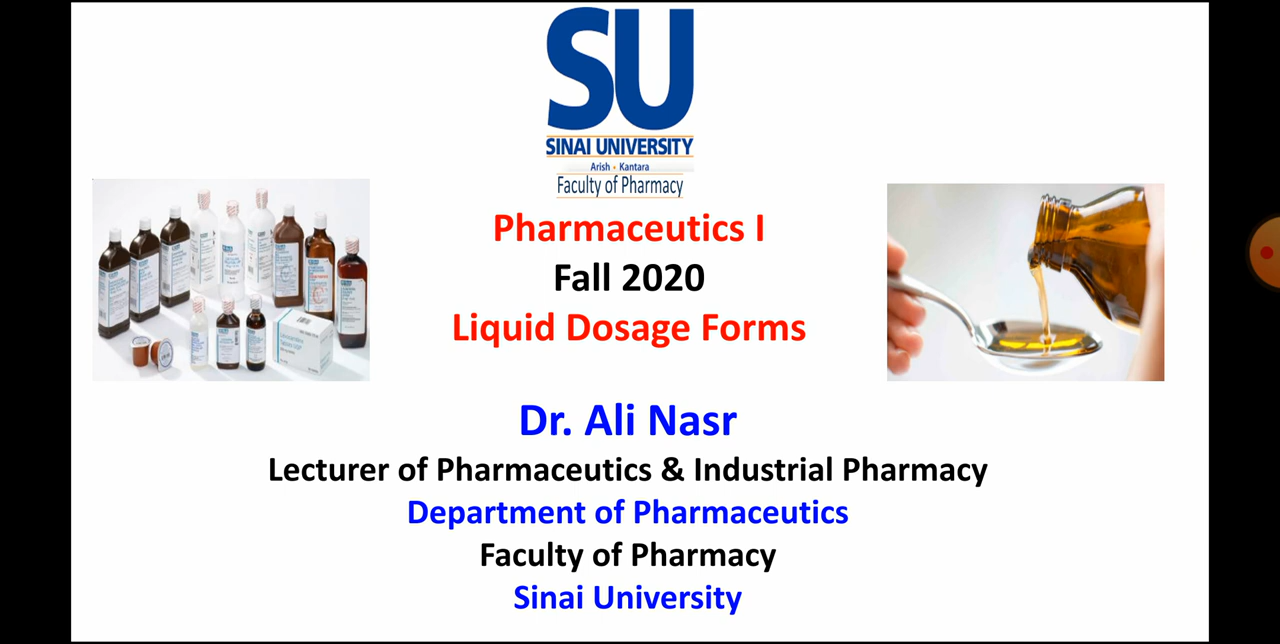 SU
SINAI UNIVERSITY
Arish - Kantara
Faculty of Pharmacy
Pharmaceutics I
Fall 2020
Liquid Dosage Forms
Dr. Ali Nasr
Lecturer of Pharmaceutics & Industrial Pharmacy
Department of Pharmaceutics
Faculty of Pharmacy
Sinai University